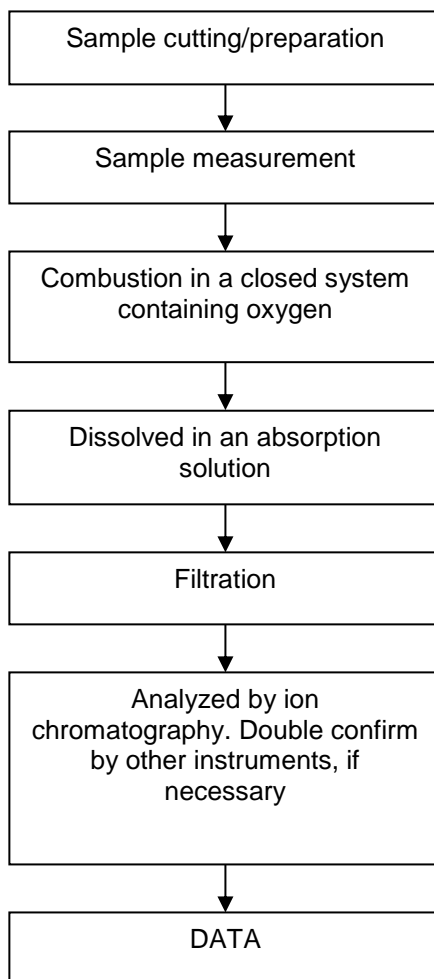 Sample cutting/preparation
Sample measurement
Combustion in a closed system
containing oxygen
Dissolved in an absorption
solution
Filtration
Analyzed by ion
chromatography. Double confirm
by other instruments, if
necessary
DATA